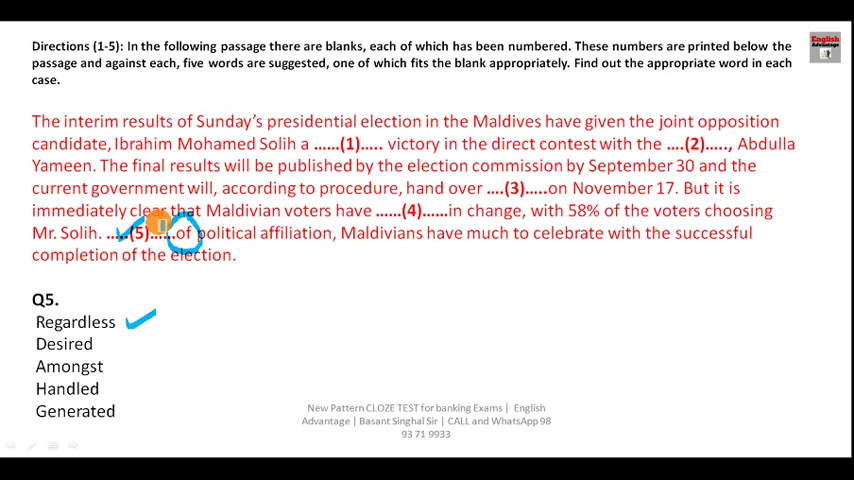 Directions (1-5): In the following passage there are blanks, each of which has been numbered. These numbers are printed below the
passage and against each, five words are suggested, one of which fits the blank appropriately. Find out the appropriate word in each
case.
English
Advantage
The interim results of Sunday's presidential election in the Maldives have given the joint opposition
candidate, Ibrahim Mohamed Solih a ......(1)..... victory in the direct contest with the ....(2)....., Abdulla
Yameen. The final results will be published by the election commission by September 30 and the
current government will, according to procedure, hand over ....(3).....on November 17. But it is
immediately clear that Maldivian voters have ......(4)......in change, with 58% of the voters choosing
Mr. Solih. .....(5)......of political affiliation, Maldivians have much to celebrate with the successful
completion of the election.
Q5.
Regardless
Desired
Amongst
Handled
Generated
New Pattern CLOZE TEST for banking Exams | English
Advantage | Basant Singhal Sir | CALL and WhatsApp 98
93 71 9933